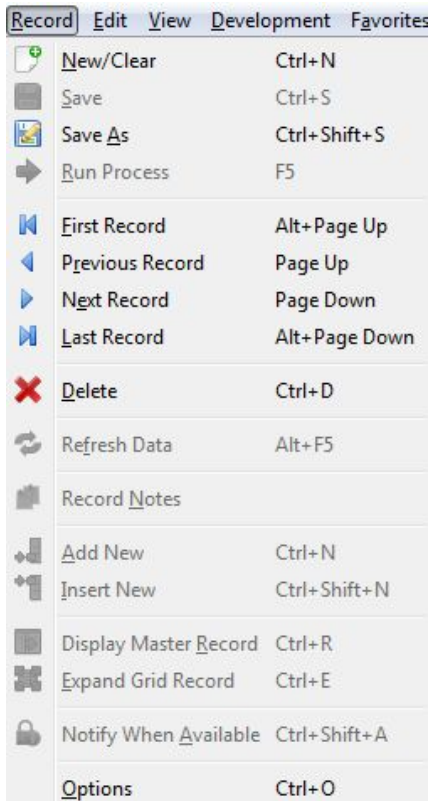 Record Edit View Development Favorites
New/Clear Ctrl+N
Save Ctrl+S
Save As Ctrl+Shift+S
Run Process F5
First Record Alt+Page Up
Previous Record Page Up
Next Record Page Down
Last Record Alt+Page Down
Delete Ctrl+D
Refresh Data Alt+F5
Record Notes
Add New Ctrl+N
Insert New Ctrl+Shift+N
Display Master Record Ctrl+R
Expand Grid Record Ctrl+E
Notify When Available Ctrl+Shift+A
Options Ctrl+O